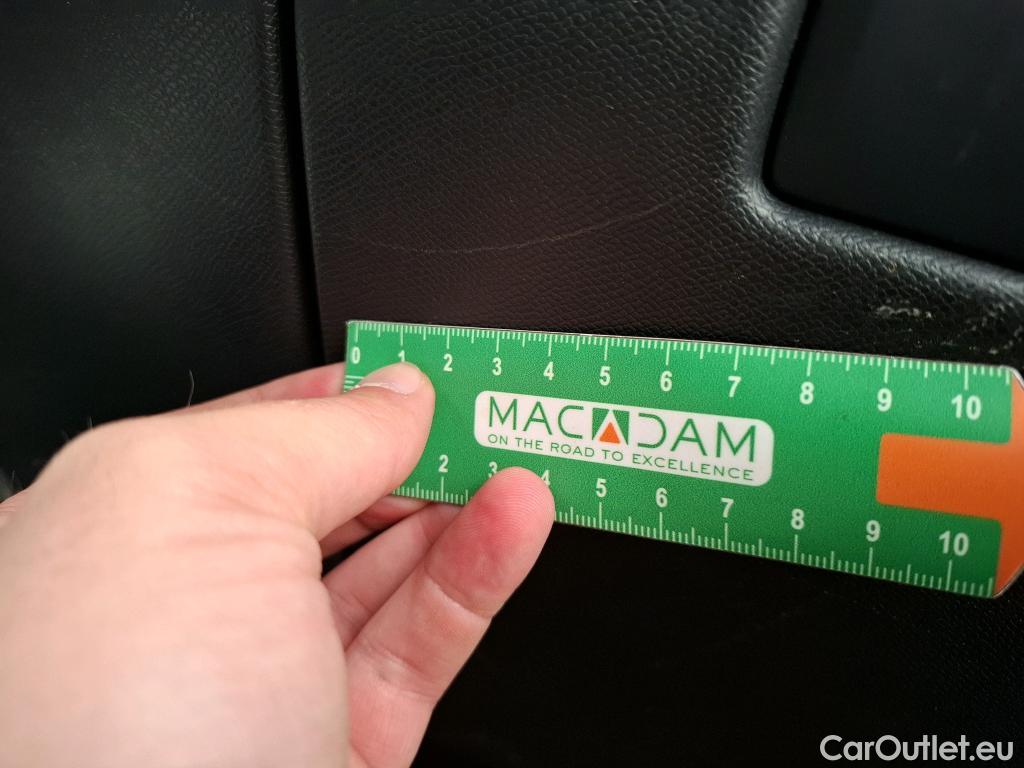 0 1 2 3 4 5 6 7 8 9 10
MACADAM
ON THE ROAD TO EXCELLENCE
2 3 4 5 6 7 8 9 10
CarOutlet.eu